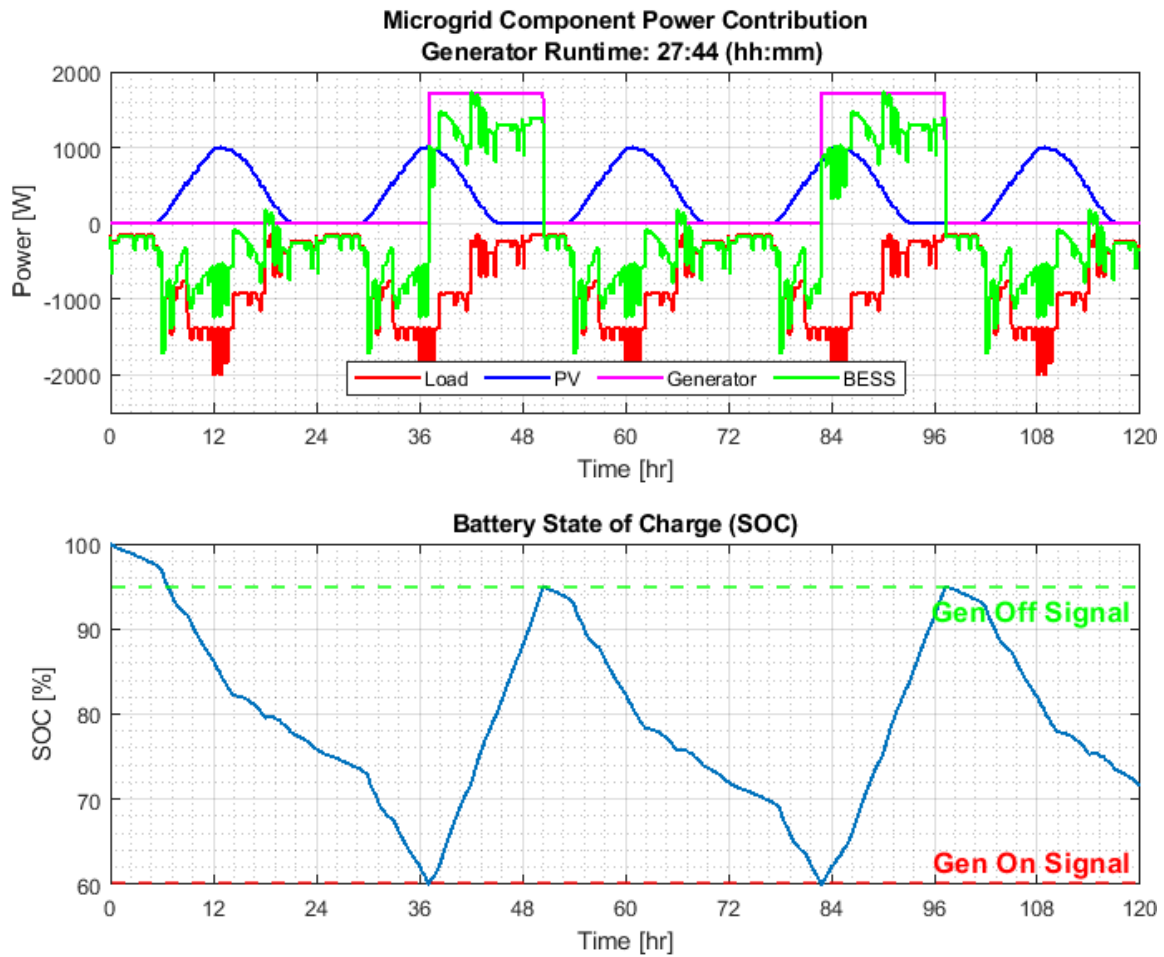 Microgrid Component Power Contribution
Generator Runtime: 27:44 (hh:mm)
2000
1000
0
-1000
-2000
Power [W]
Load PV Generator BESS
0 12 24 36 48 60 72 84 96 108 120
Time [hr]
Battery State of Charge (SOC)
100
90
80
70
60
SOC [%]
Gen Off Signal
Gen On Signal
0 12 24 36 48 60 72 84 96 108 120
Time [hr]